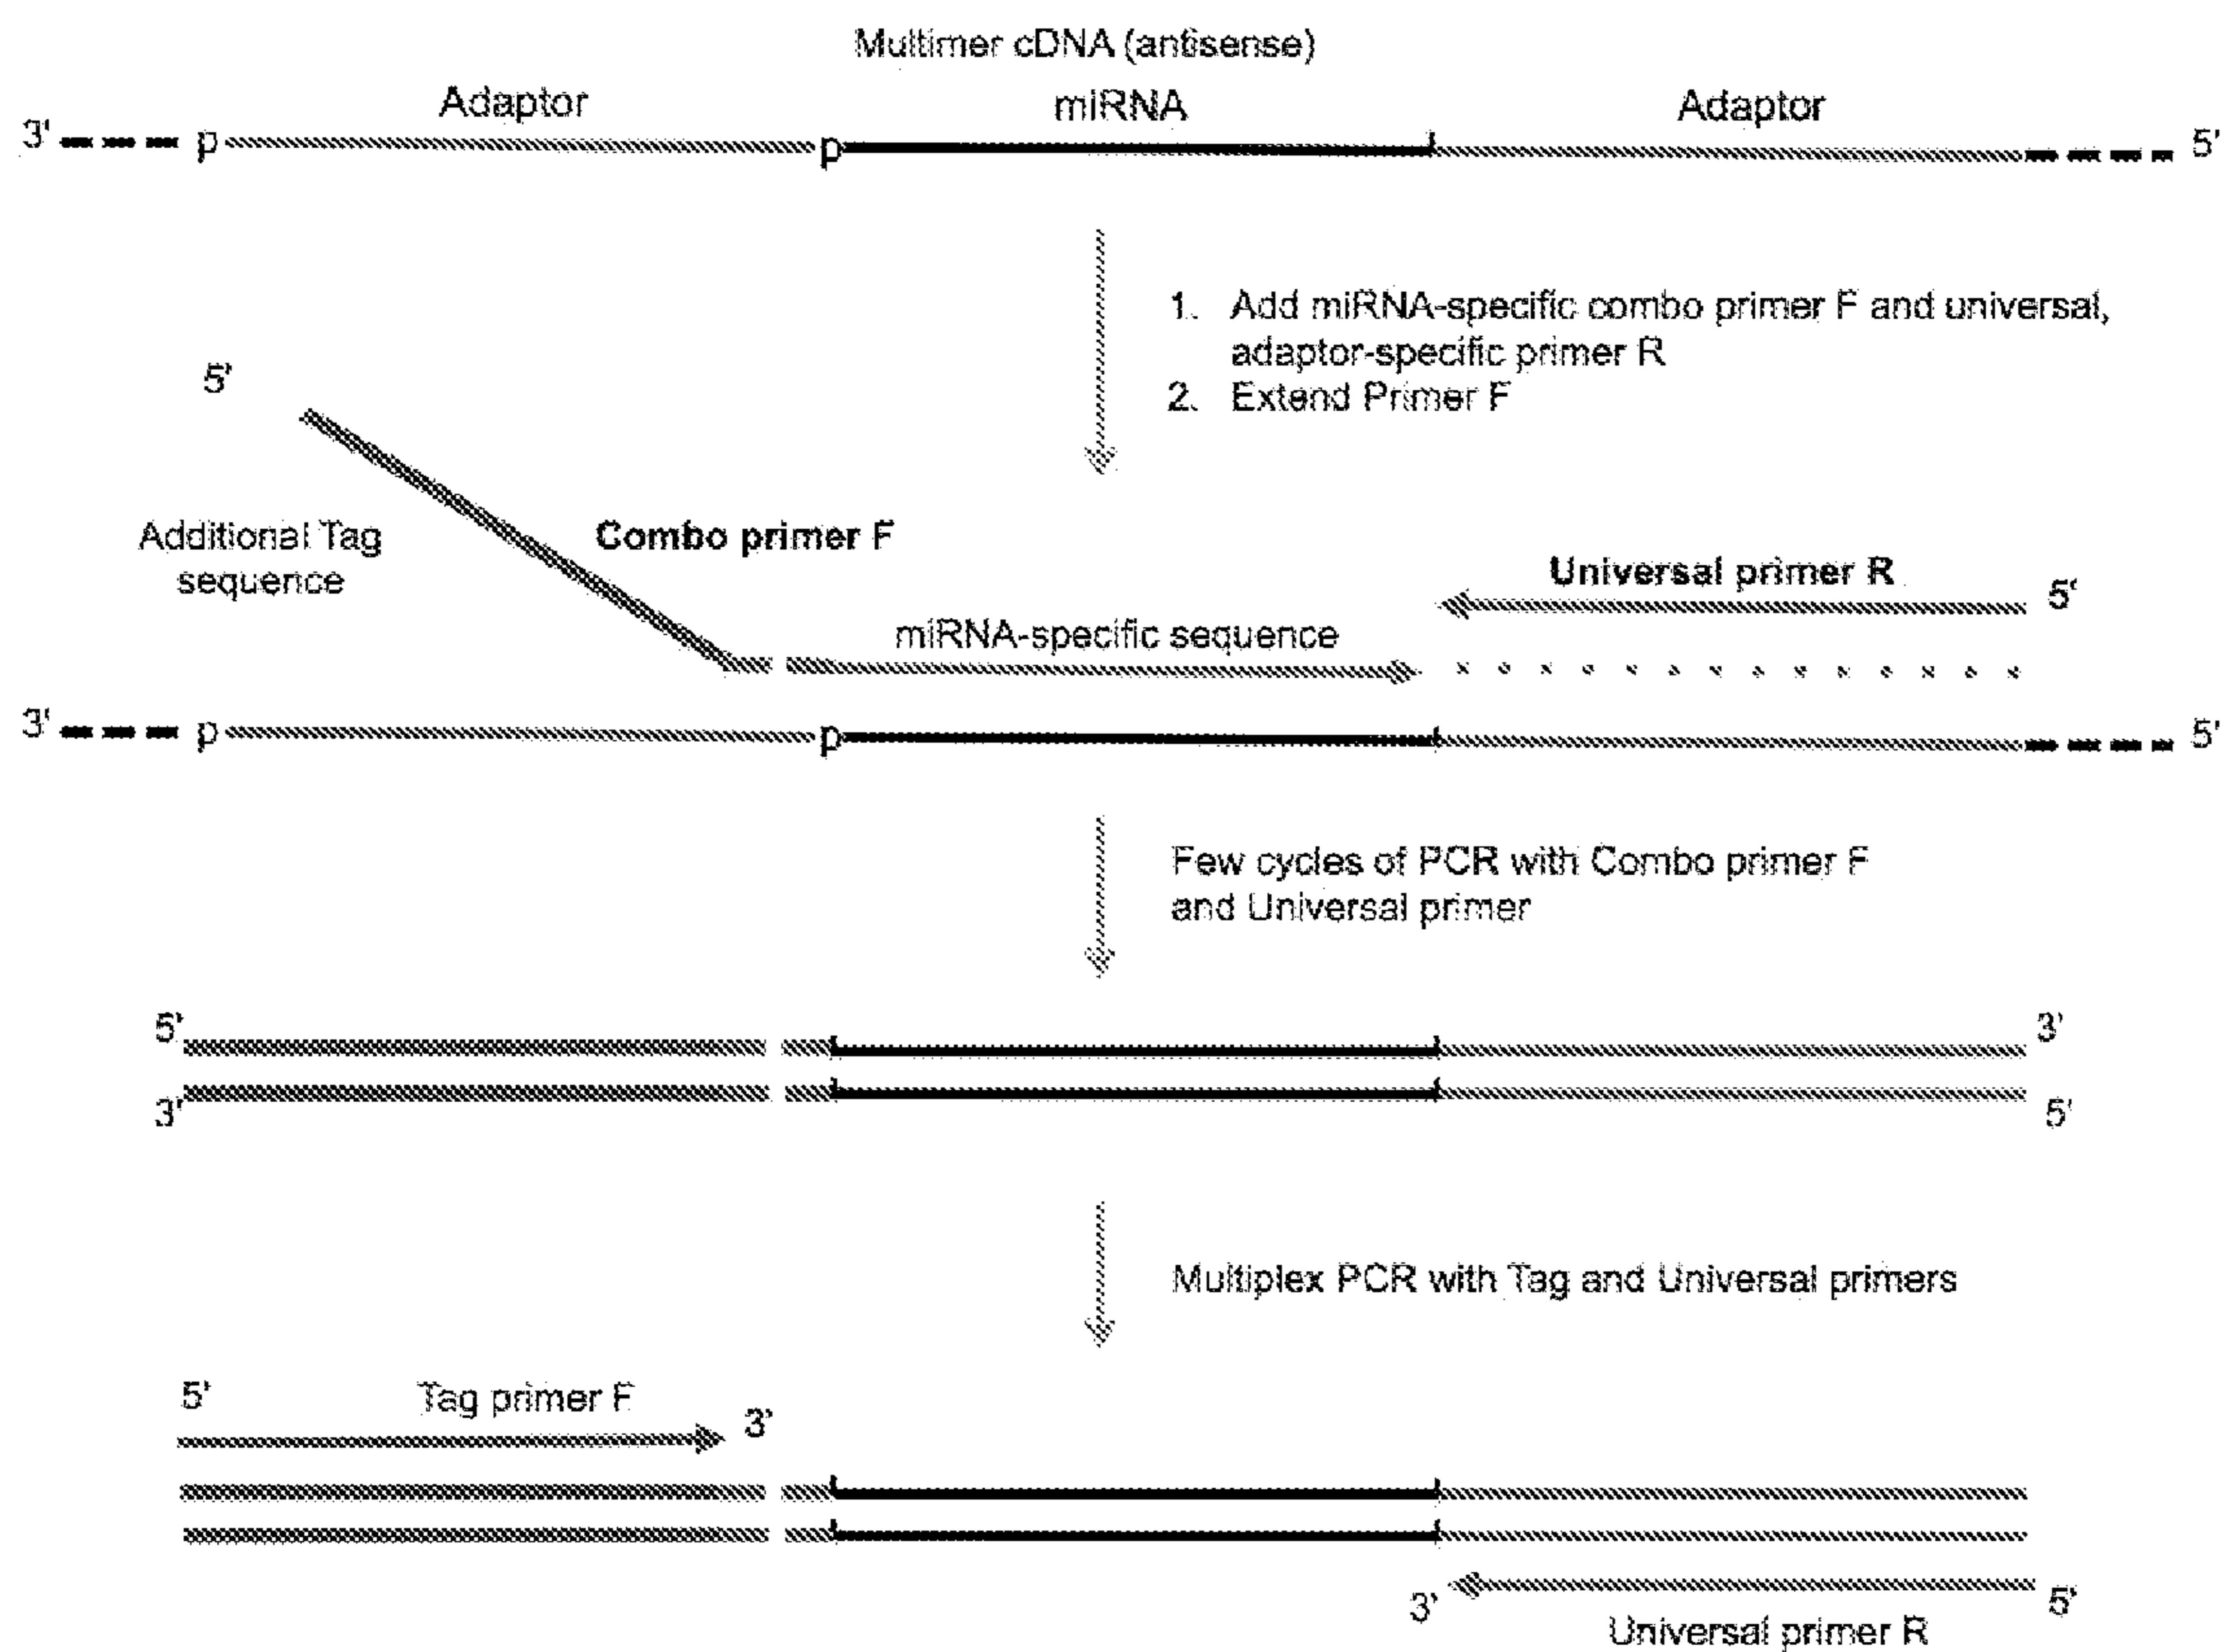 Multimer cDNA (antisense)
Adaptor miRNA Adaptor
3' p p 5'
1. Add miRNA-specific combo primer F and universal,
adaptor-specific primer R
2. Extend Primer F
5'
Additional Tag
sequence
Combo primer F
Universal primer R 5'
miRNA-specific sequence
3' p p 5'
Few cycles of PCR with Combo primer F
and Universal primer
5' 3'
3' 5'
Multiplex PCR with Tag and Universal primers
5' Tag primer F 3'
3' 5'
Universal primer R